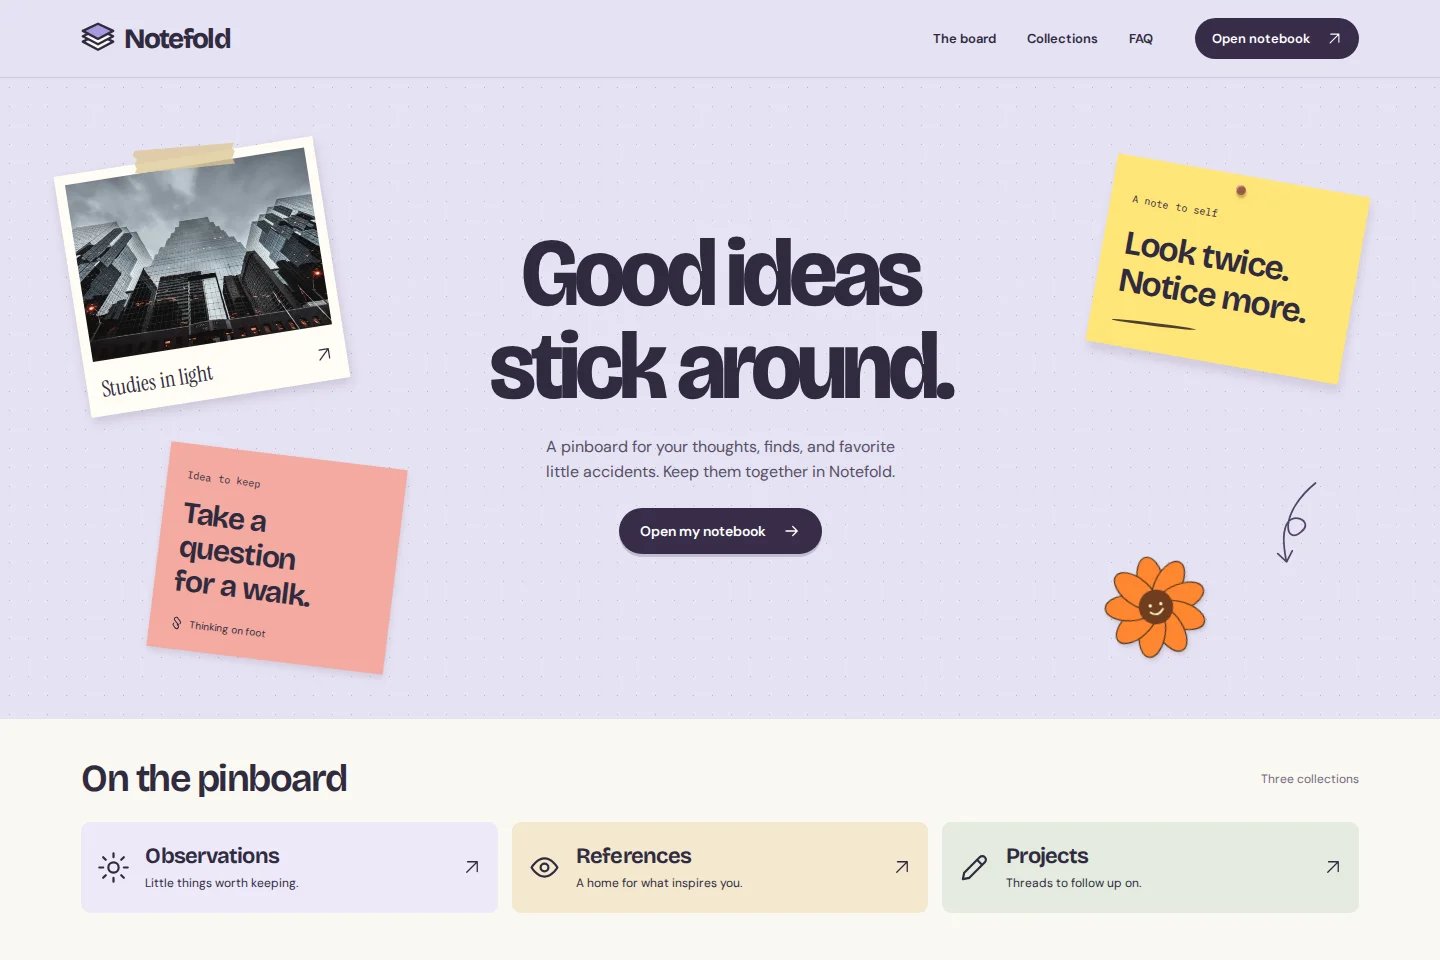 Notefold
The board
Collections
FAQ
Open notebook
Studies in light
A note to self
Look twice.
Notice more.
Good ideas
stick around.
A pinboard for your thoughts, finds, and favorite
little accidents. Keep them together in Notefold.
Open my notebook
Idea to keep
Take a
question
for a walk.
Thinking on foot
On the pinboard
Three collections
Observations
Little things worth keeping.
References
A home for what inspires you.
Projects
Threads to follow up on.